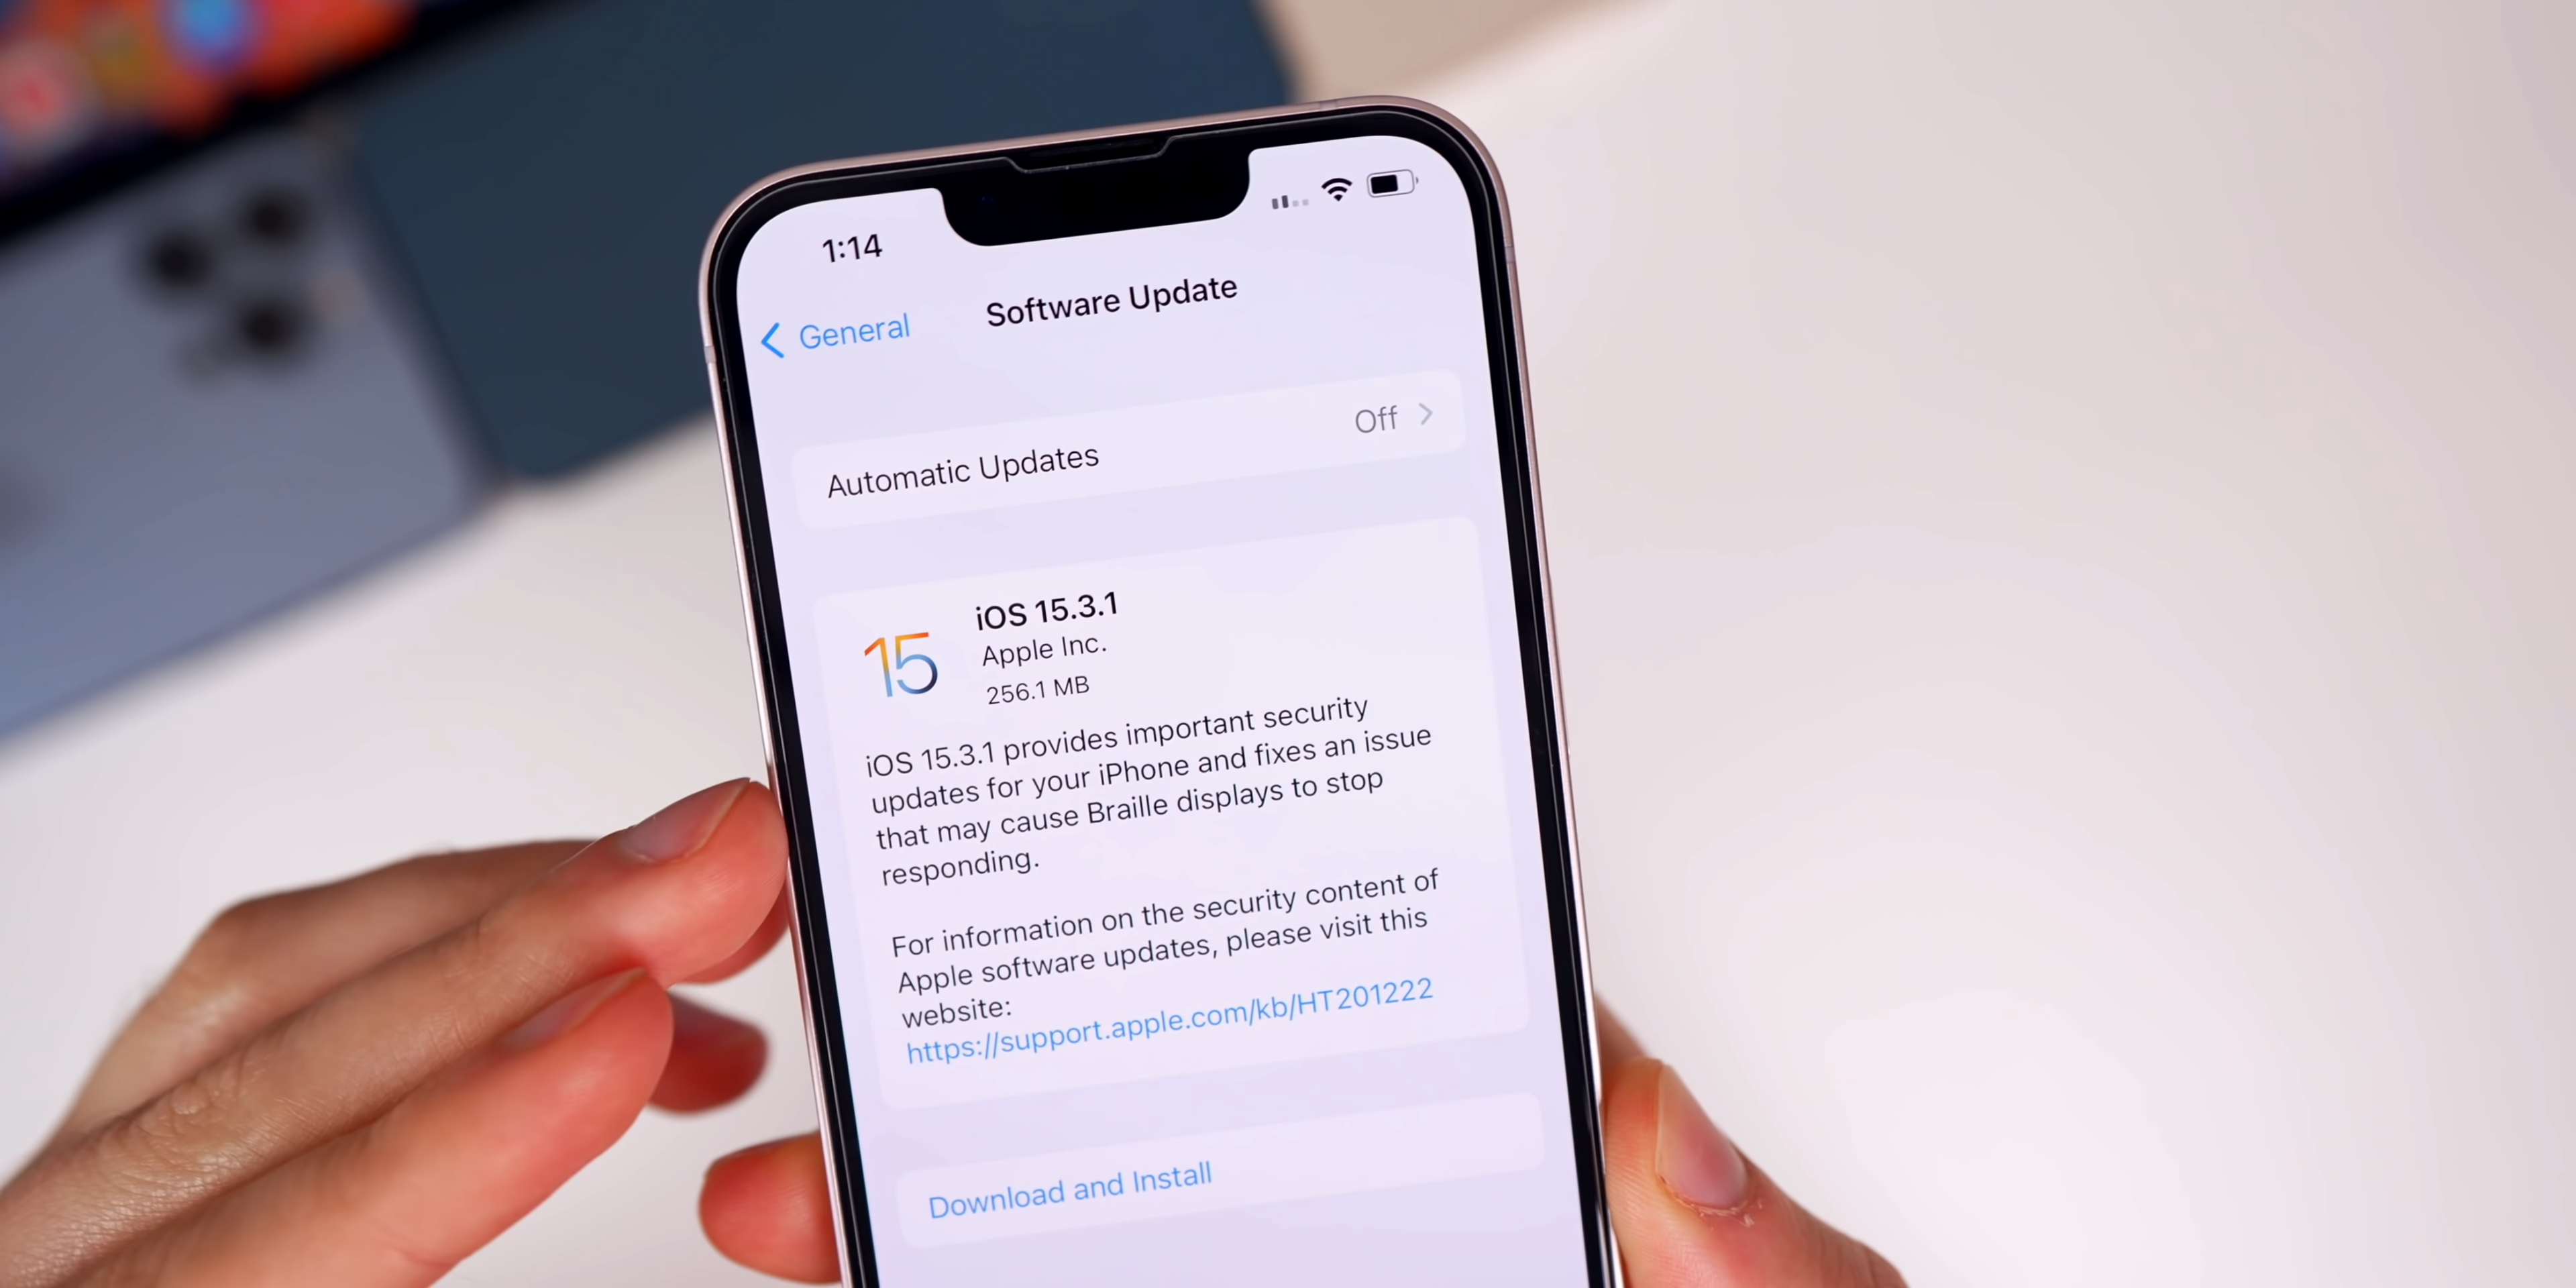 1:14
General
Software Update
Automatic Updates
Off
15
iOS 15.3.1
Apple Inc.
256.1 MB
iOS 15.3.1 provides important security
updates for your iPhone and fixes an issue
that may cause Braille displays to stop
responding.
For information on the security content of
Apple software updates, please visit this
website:
https://support.apple.com/kb/HT201222
Download and Install